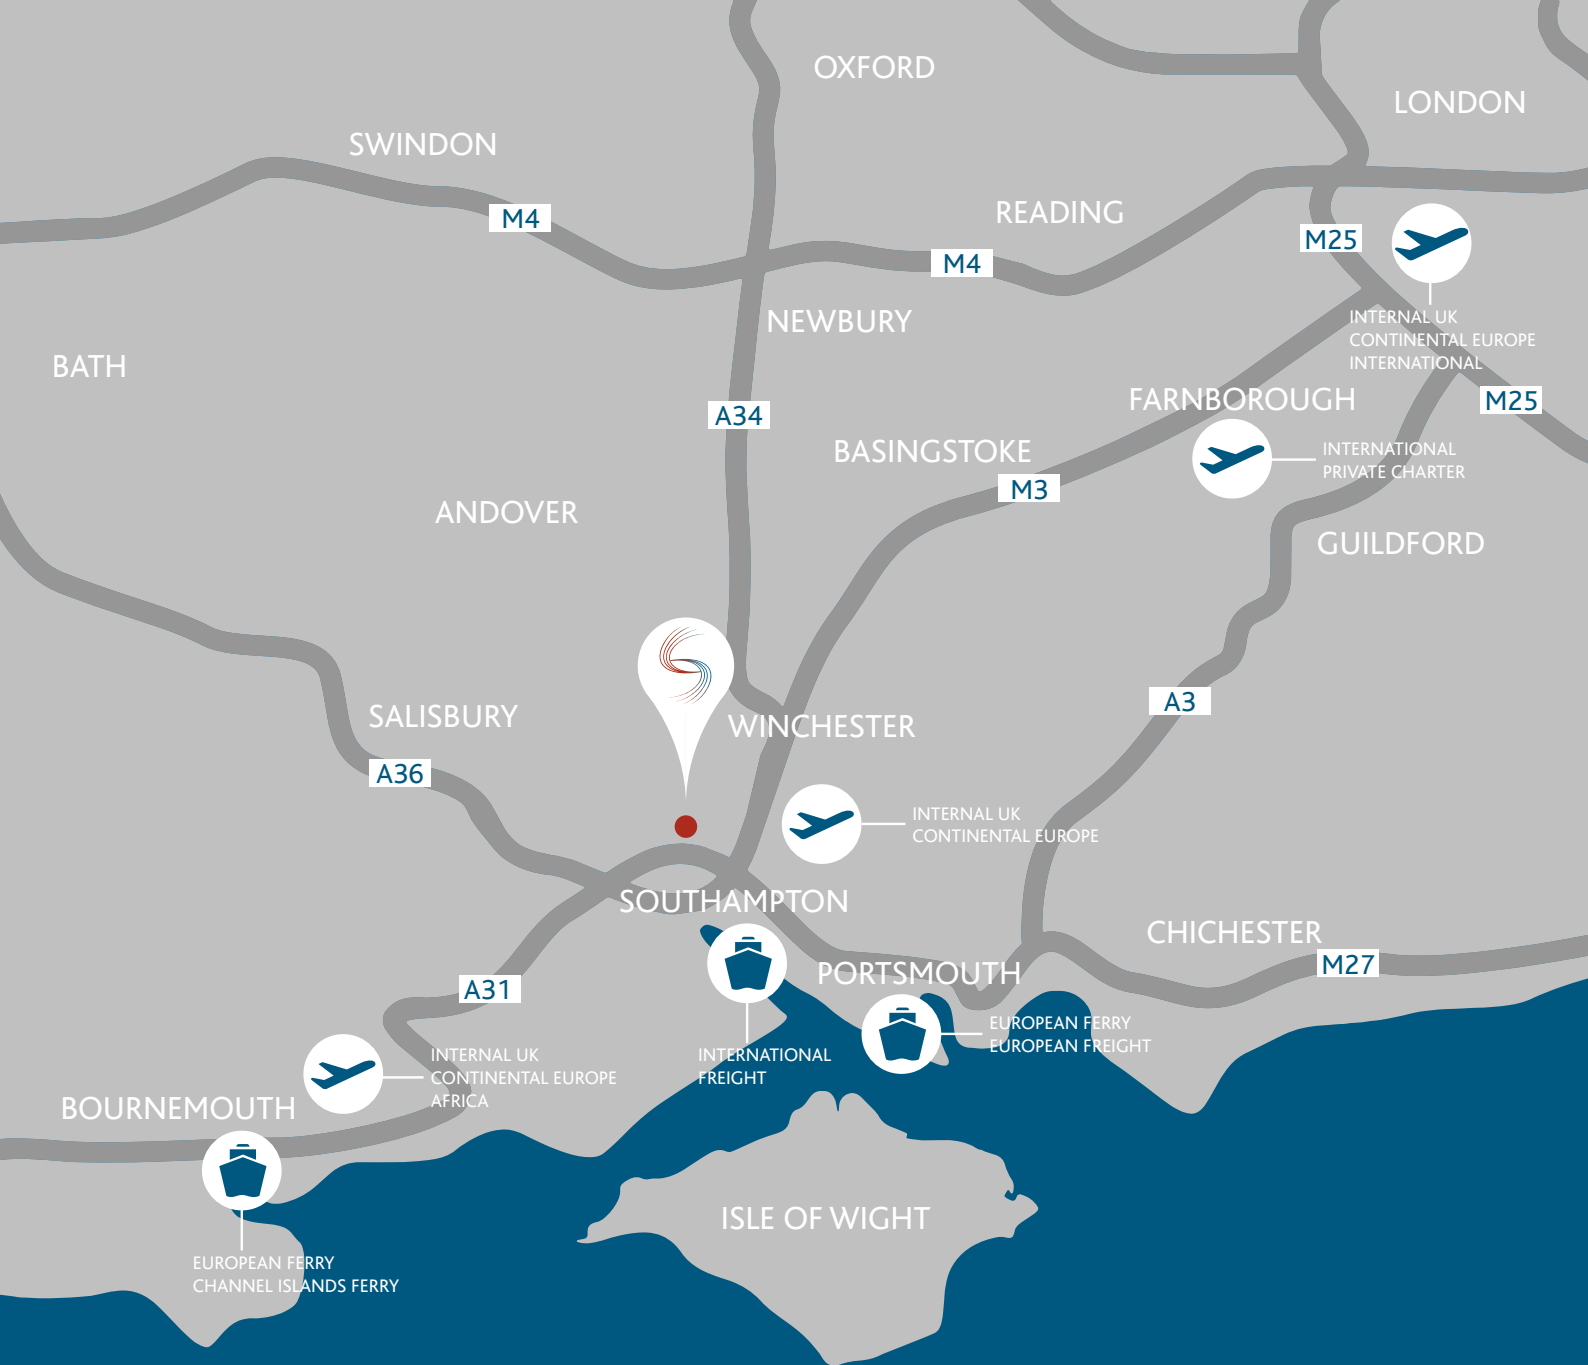 OXFORD
LONDON
SWINDON
READING
M4
M25
M4
NEWBURY
INTERNAL UK
CONTINENTAL EUROPE
INTERNATIONAL
BATH
FARNBOROUGH
M25
A34
BASINGSTOKE
INTERNATIONAL
PRIVATE CHARTER
M3
ANDOVER
GUILDFORD
A3
SALISBURY
WINCHESTER
A36
INTERNAL UK
CONTINENTAL EUROPE
SOUTHAMPTON
CHICHESTER
M27
PORTSMOUTH
A31
EUROPEAN FERRY
EUROPEAN FREIGHT
INTERNAL UK
CONTINENTAL EUROPE
AFRICA
INTERNATIONAL
FREIGHT
BOURNEMOUTH
ISLE OF WIGHT
EUROPEAN FERRY
CHANNEL ISLANDS FERRY